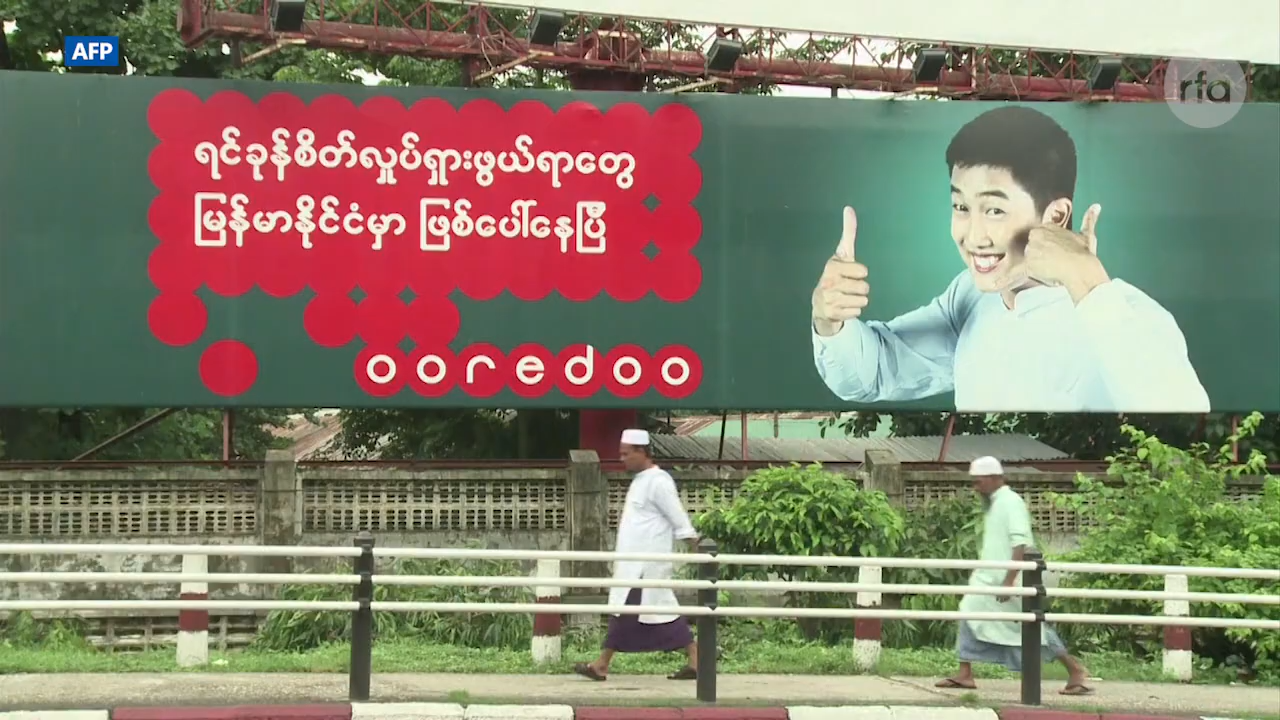 AFP
rfa
ရင်ခုန်စိတ်လှုပ်ရှားဖွယ်ရာတွေ
မြန်မာနိုင်ငံမှာ ဖြစ်ပေါ်နေပြီ
ooredoo